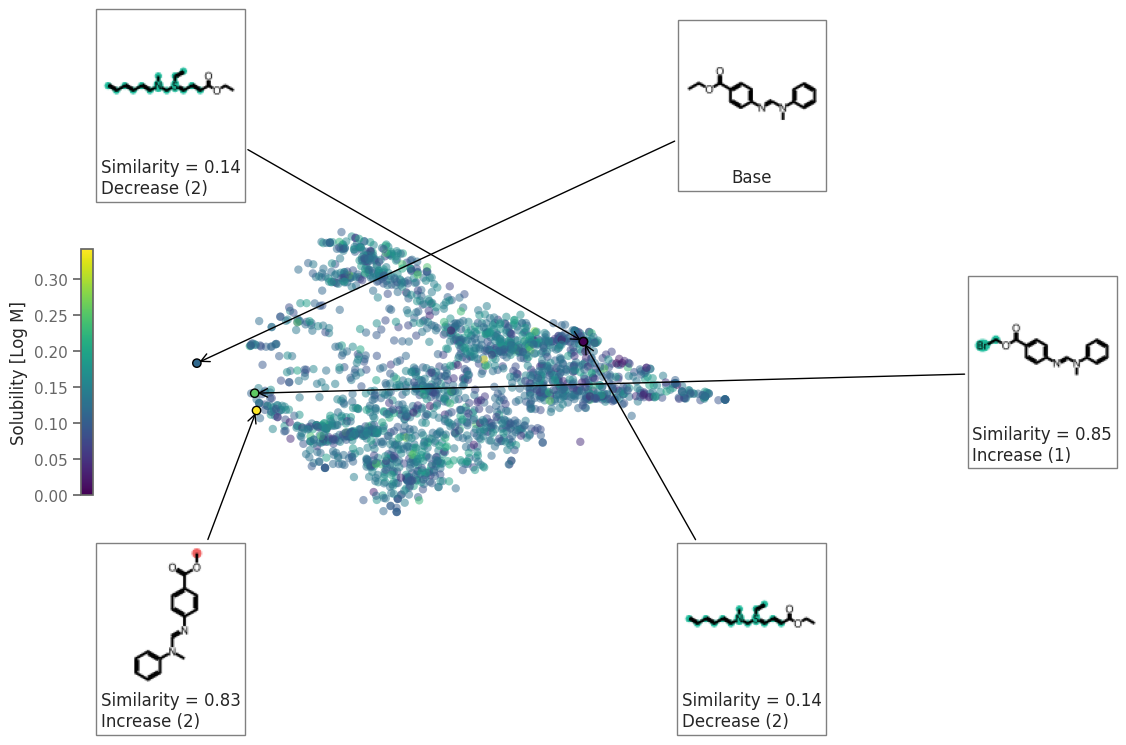 Similarity = 0.14
Decrease (2)
Base
Solubility [Log M]
0.30
0.25
0.20
0.15
0.10
0.05
0.00
Br
Similarity = 0.85
Increase (1)
Similarity = 0.83
Increase (2)
Similarity = 0.14
Decrease (2)